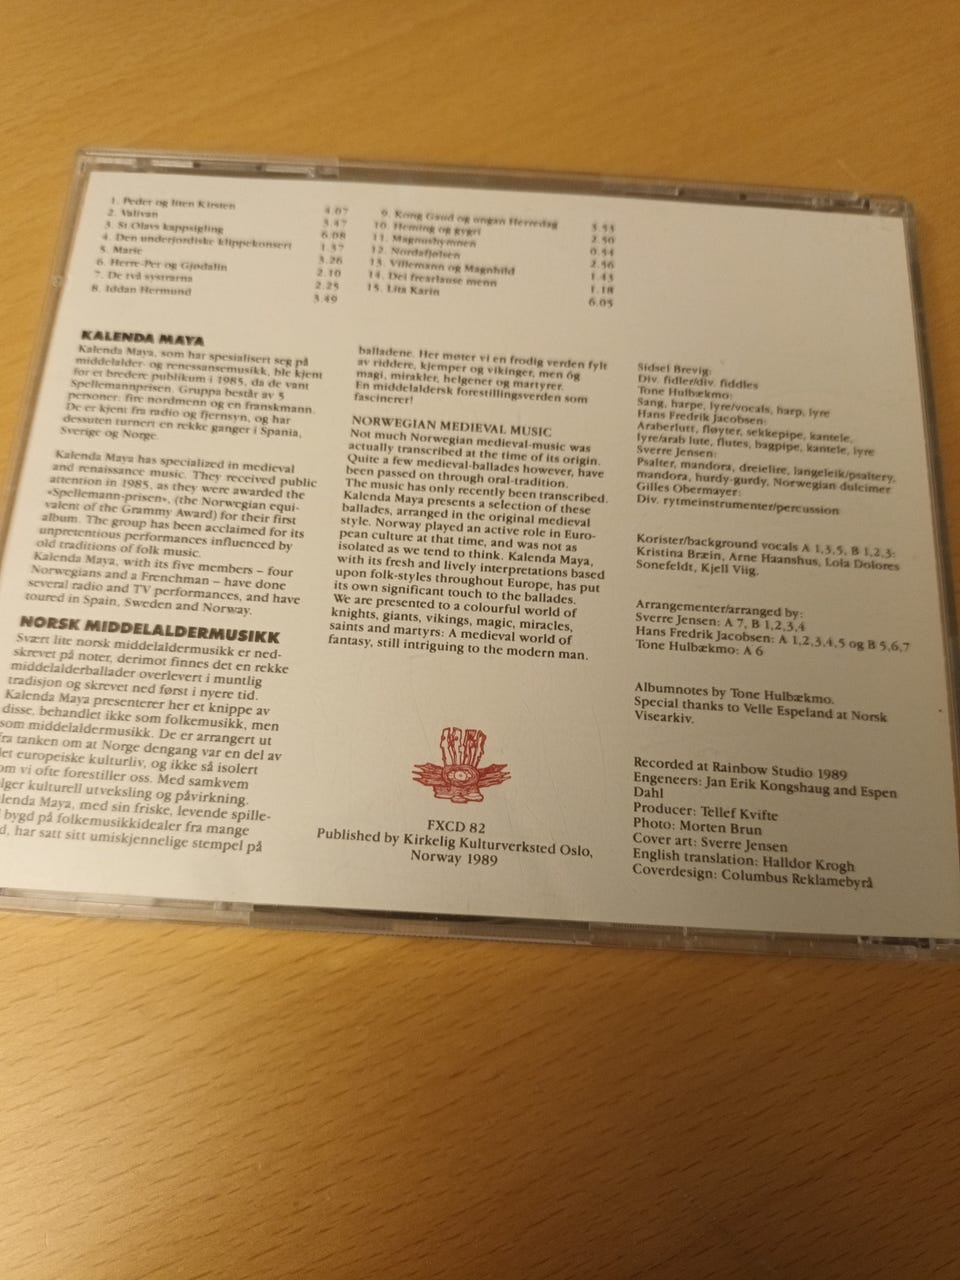 1. Peder og liten Kirsten 4.07
2. Valivan 3.47
3. St Olavs kappsigling 6.08
4. Den underjordiske klippekonsert 1.37
5. Marie 3.26
6. Herre-Per og Gjødalin 2.10
7. De två systrarna 2.25
8. Iddan Hermund 3.49
9. Kong Gaud og ungan Herredag 3.53
10. Heming og gygri 2.50
11. Magnushymnen 0.54
12. Nordafjølsen 2.56
13. Villemann og Magnhild 1.43
14. Dei frearlause menn 1.18
15. Lita Karin 6.05
KALENDA MAYA
Kalenda Maya, som har spesialisert seg på
middelalder- og renessansemusikk, ble kjent
for et bredere publikum i 1985, da de vant
Spellemannprisen. Gruppa består av 5
personer: fire nordmenn og en franskmann.
De er kjent fra radio og fjernsyn, og har
dessuten turnert en rekke ganger i Spania,
Sverige og Norge.
Kalenda Maya has specialized in medieval
and renaissance music. They received public
attention in 1985, as they were awarded the
«Spellemann-prisen», (the Norwegian equi-
valent of the Grammy Award) for their first
album. The group has been acclaimed for its
unpretentious performances influenced by
old traditions of folk music.
Kalenda Maya, with its five members – four
Norwegians and a Frenchman – have done
several radio and TV performances, and have
toured in Spain, Sweden and Norway.
NORSK MIDDELALDERMUSIKK
Svært lite norsk middelaldermusikk er ned-
skrevet på noter, derimot finnes det en rekke
middelalderballader overlevert i muntlig
tradisjon og skrevet ned først i nyere tid.
Kalenda Maya presenterer her et knippe av
disse, behandlet ikke som folkemusikk, men
som middelaldermusikk. De er arrangert ut
ra tanken om at Norge dengang var en del av
et europeiske kulturliv, og ikke så isolert
om vi ofte forestiller oss. Med samkvem
lger kulturell utveksling og påvirkning.
lenda Maya, med sin friske, levende spille-
bygd på folkemusikkidealer fra mange
d, har satt sitt umiskjennelige stempel på
balladene. Her møter vi en frodig verden fylt
av riddere, kjemper og vikinger, men óg
magi, mirakler, helgener og martyrer.
En middelaldersk forestillingsverden som
fascinerer!
NORWEGIAN MEDIEVAL MUSIC
Not much Norwegian medieval-music was
actually transcribed at the time of its origin.
Quite a few medieval-ballades however, have
been passed on through oral-tradition.
The music has only recently been transcribed.
Kalenda Maya presents a selection of these
ballades, arranged in the original medieval
style. Norway played an active role in Euro-
pean culture at that time, and was not as
isolated as we tend to think. Kalenda Maya,
with its fresh and lively interpretations based
upon folk-styles throughout Europe, has put
its own significant touch to the ballades.
We are presented to a colourful world of
knights, giants, vikings, magic, miracles,
saints and martyrs: A medieval world of
fantasy, still intriguing to the modern man.
FXCD 82
Published by Kirkelig Kulturverksted Oslo,
Norway 1989
Sidsel Brevig:
Div. fidler/div. fiddles
Tone Hulbækmo:
Sang, harpe, lyre/vocals, harp, lyre
Hans Fredrik Jacobsen:
Araberlutt, fløyter, sekkepipe, kantele,
lyre/arab lute, flutes, bagpipe, kantele, lyre
Sverre Jensen:
Psalter, mandora, dreielire, langeleik/psaltery,
mandora, hurdy-gurdy, Norwegian dulcimer
Gilles Obermayer:
Div. rytmeinstrumenter/percussion
Korister/background vocals A 1,3,5, B 1,2,3:
Kristina Bræin, Arne Haanshus, Lola Dolores
Sonefeldt, Kjell Viig.
Arrangementer/arranged by:
Sverre Jensen: A 7, B 1,2,3,4
Hans Fredrik Jacobsen: A 1,2,3,4,5 og B 5,6,7
Tone Hulbækmo: A 6
Albumnotes by Tone Hulbækmo.
Special thanks to Velle Espeland at Norsk
Visearkiv.
Recorded at Rainbow Studio 1989
Engeneers: Jan Erik Kongshaug and Espen
Dahl
Producer: Tellef Kvifte
Photo: Morten Brun
Cover art: Sverre Jensen
English translation: Halldor Krogh
Coverdesign: Columbus Reklamebyrå